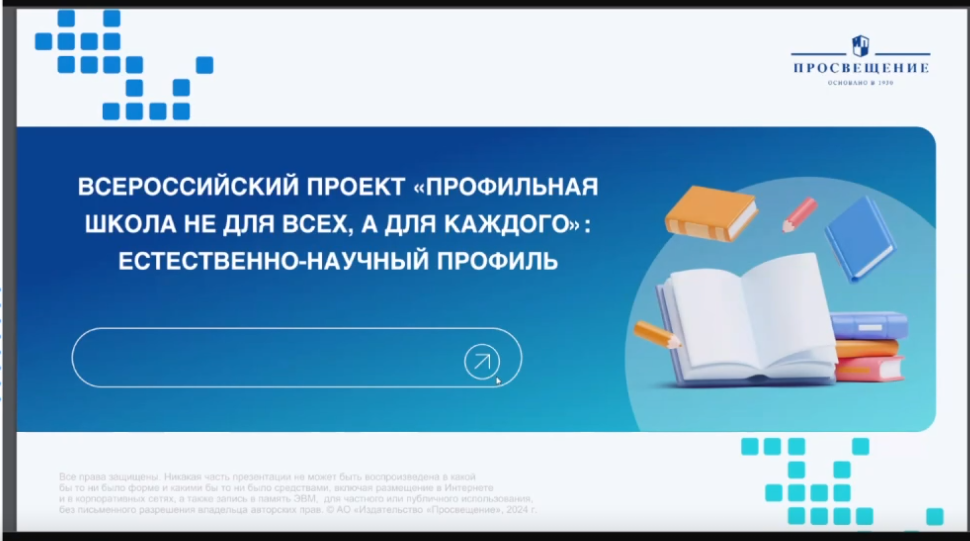 ПРОСВЕЩЕНИЕ
ОСНОВАНО В 1930
ВСЕРОССИЙСКИЙ ПРОЕКТ «ПРОФИЛЬНАЯ
ШКОЛА НЕ ДЛЯ ВСЕХ, А ДЛЯ КАЖДОГО»:
ЕСТЕСТВЕННО-НАУЧНЫЙ ПРОФИЛЬ
Все права защищены. Никакая часть презентации не может быть воспроизведена в какой
бы то ни было форме и какими бы то ни было средствами, включая размещение в Интернете
и в корпоративных сетях, а также запись в память ЭВМ, для частного или публичного использования,
без письменного разрешения владельца авторских прав. © АО «Издательство «Просвещение», 2024 г.